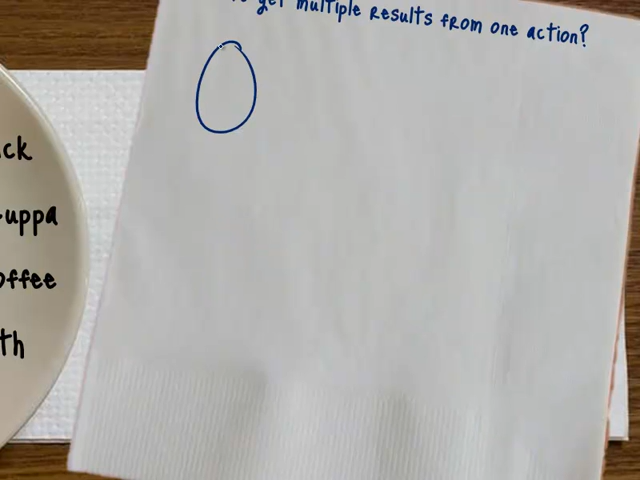 get multiple Results from one action?
ck
uppa
offee
th